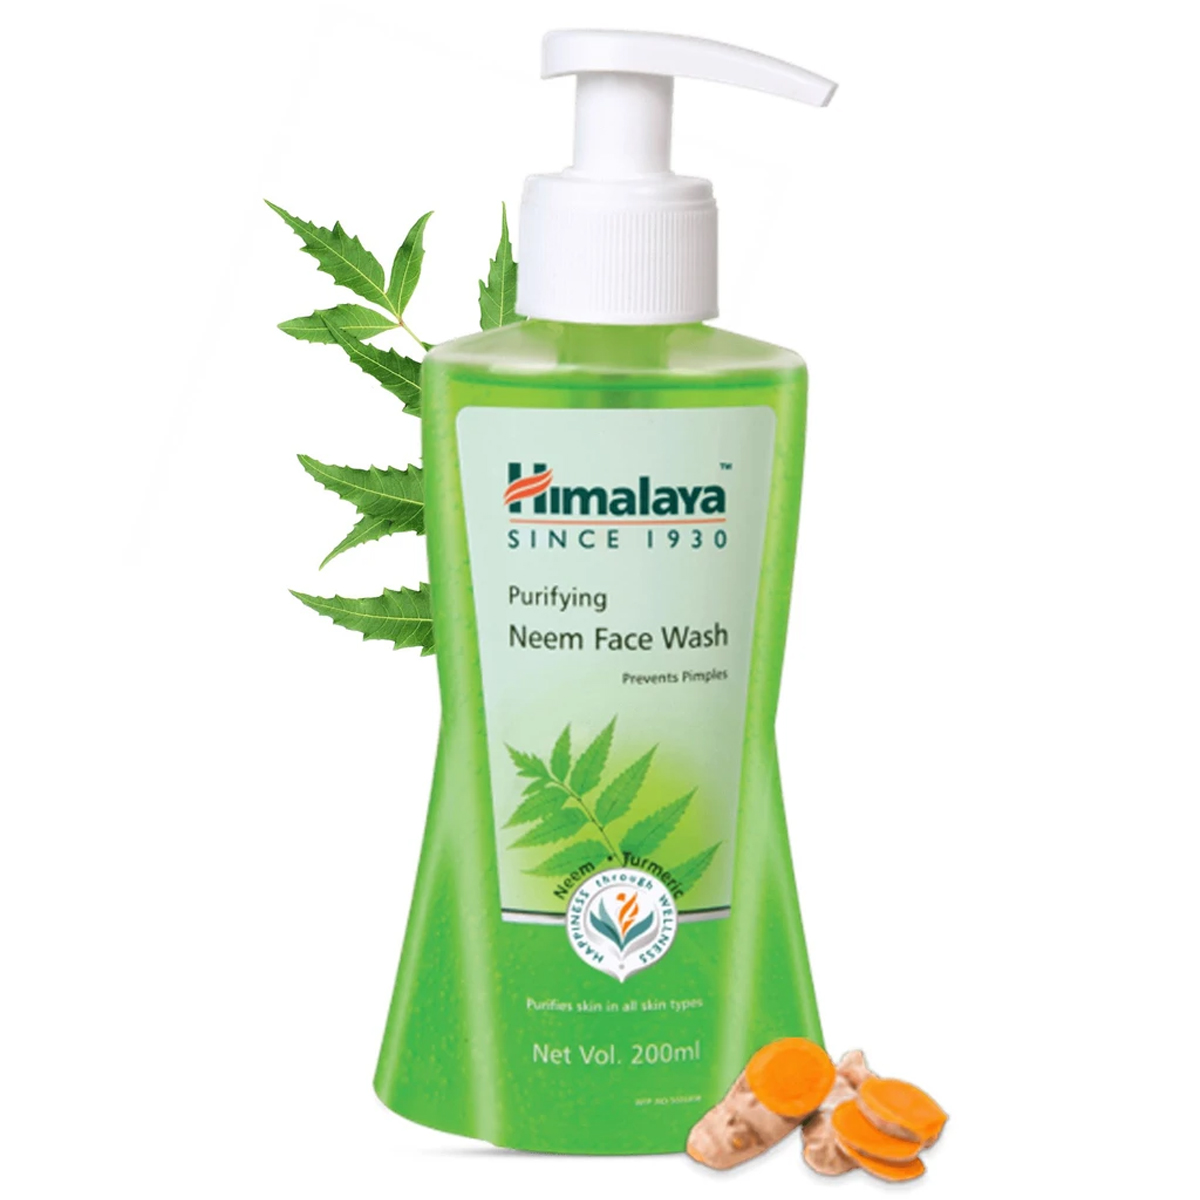 Himalaya™
SINCE 1930
Purifying
Neem Face Wash
Prevents Pimples
Neem • Turmeric
HAPPINESS through WELLNESS
Purifies skin in all skin types
Net Vol. 200ml